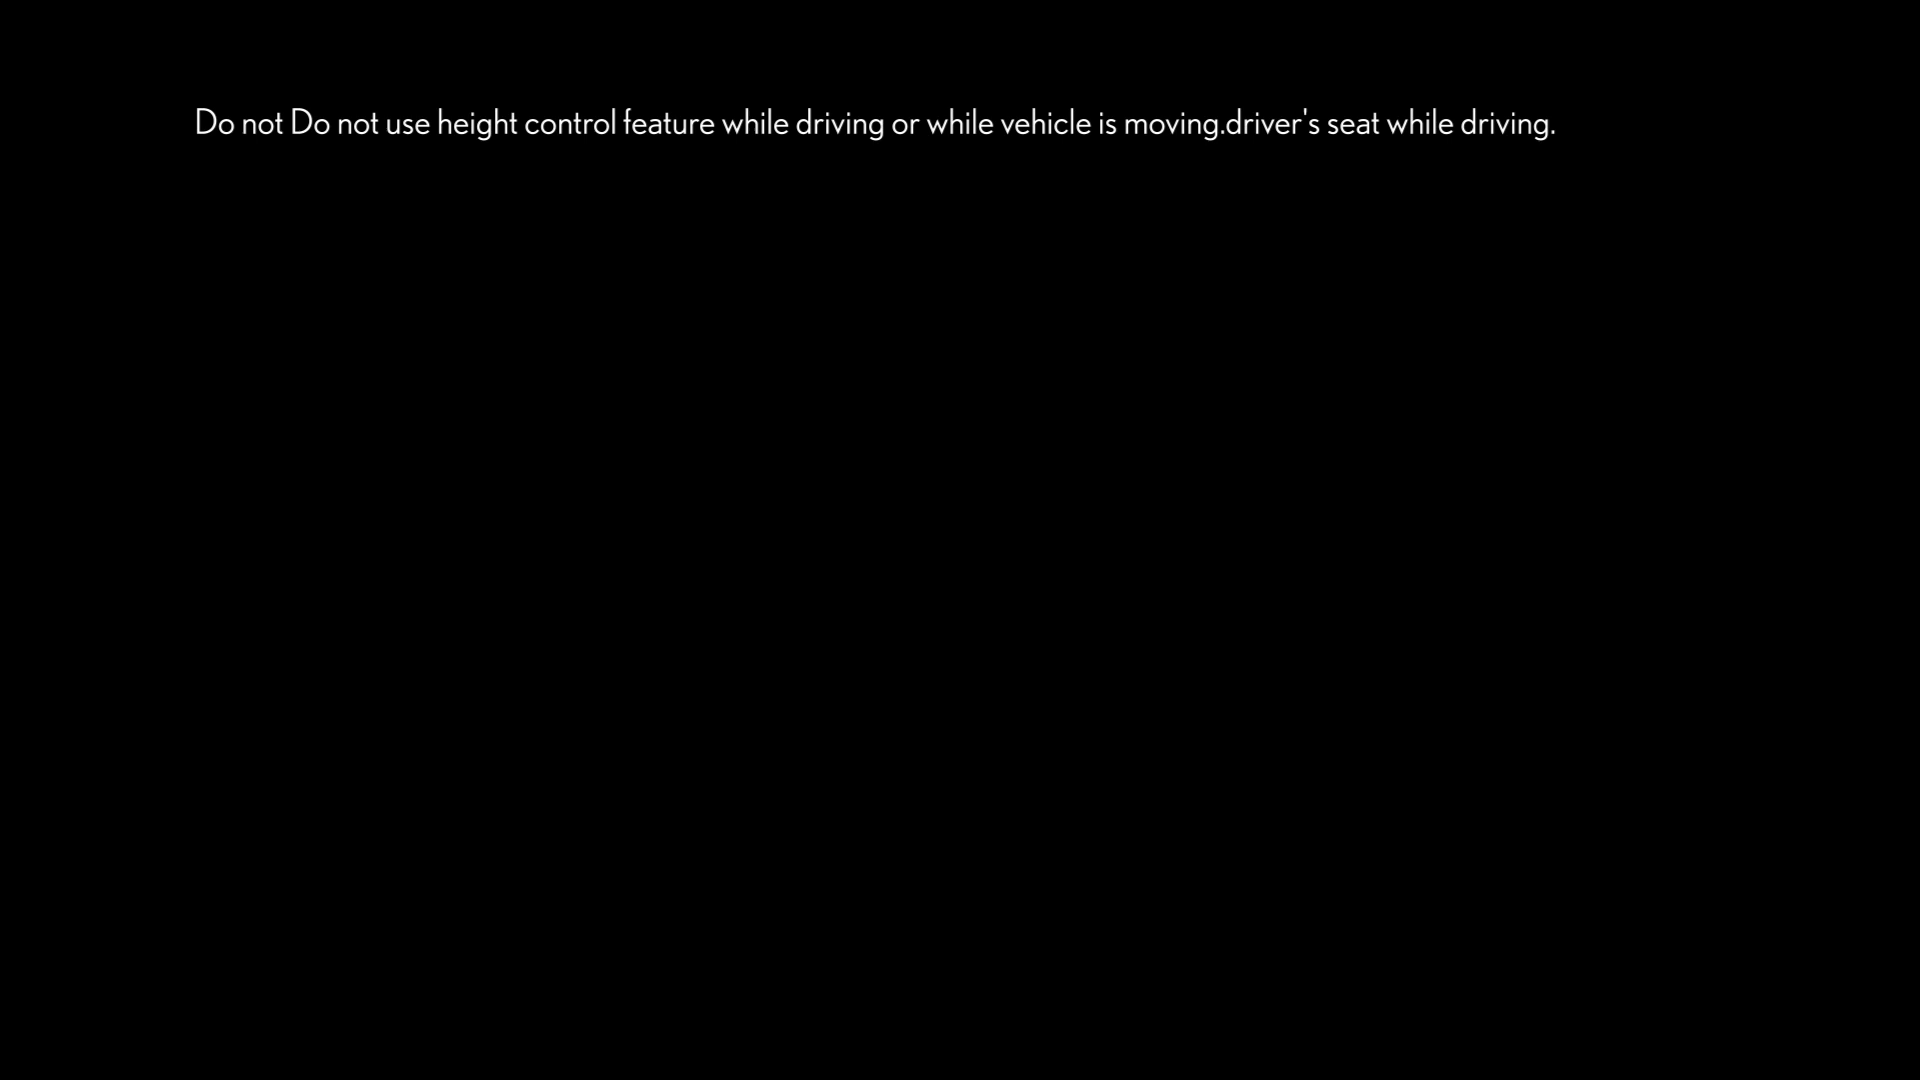 Do not Do not use height control feature while driving or while vehicle is moving.driver's seat while driving.